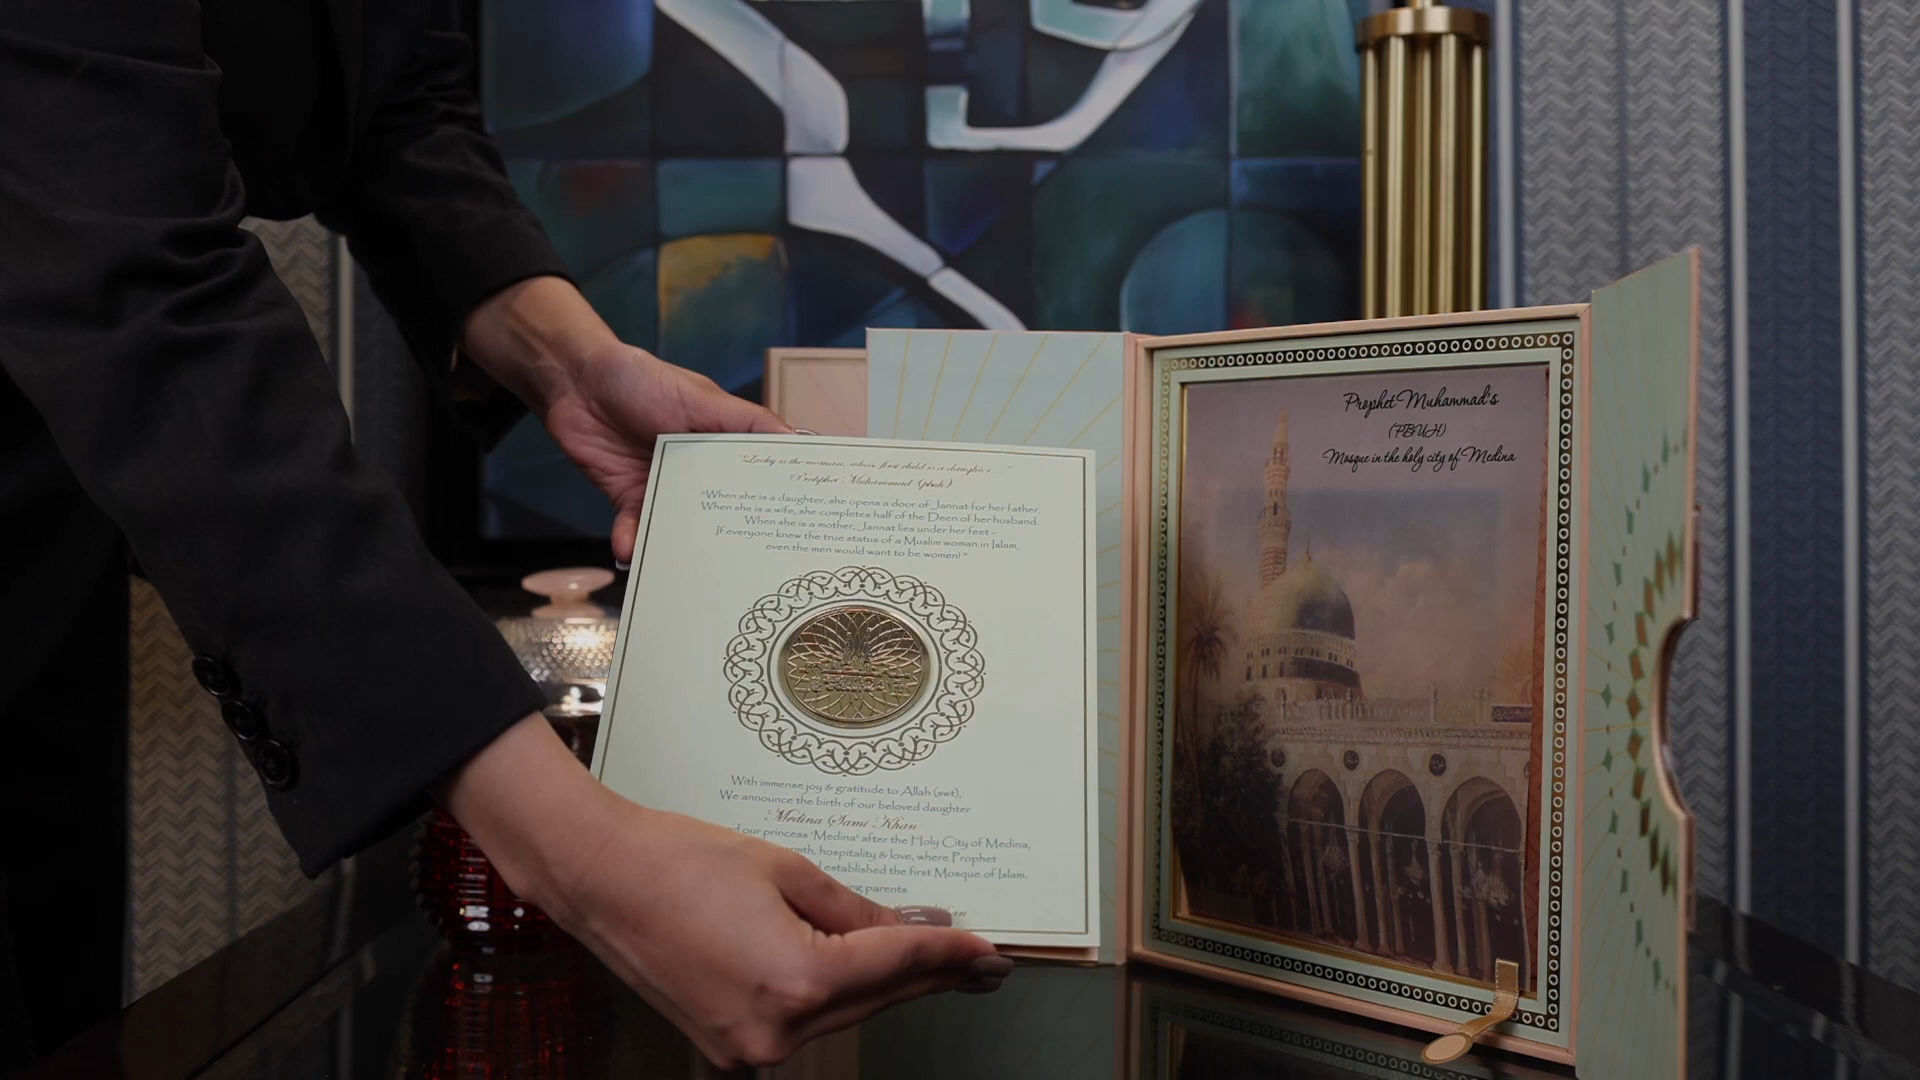 "Lucky is the woman, whose first child is a daughter"
Prohphet Muhammad (pbuh)
"When she is a daughter, she opens a door of Jannat for her father.
When she is a wife, she completes half of the Deen of her husband.
When she is a mother, Jannat lies under her feet –
If everyone knew the true status of a Muslim woman in Islam,
even the men would want to be women!"
With immense joy & gratitude to Allah (swt),
We announce the birth of our beloved daughter
Medina Sami Khan
our princess 'Medina' after the Holy City of Medina,
hospitality & love, where Prophet
established the first Mosque of Islam.
parents
Prophet Muhammad's
(PBUH)
Mosque in the holy city of Medina